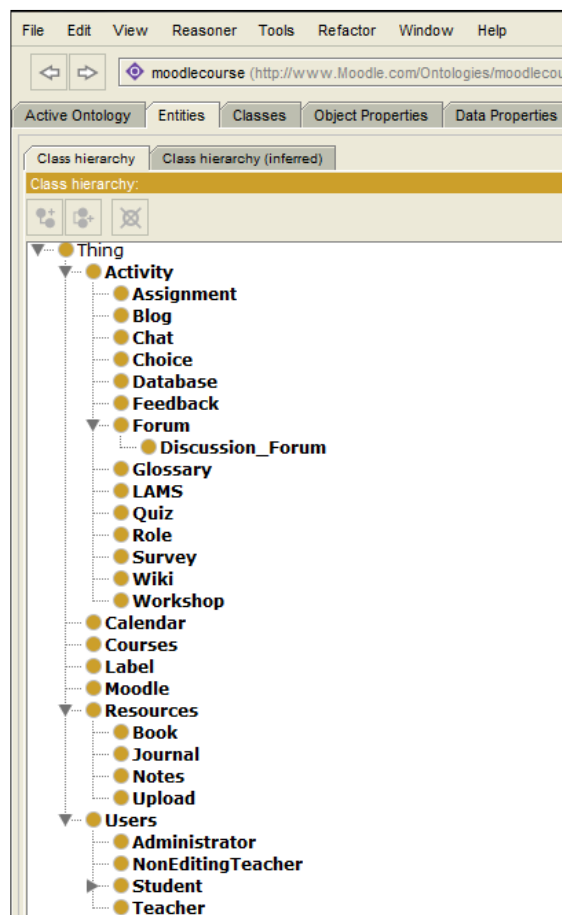 File Edit View Reasoner Tools Refactor Window Help
moodlecourse (http://www.Moodle.com/Ontologies/moodlecou
Active Ontology Entities Classes Object Properties Data Properties
Class hierarchy Class hierarchy (inferred)
Class hierarchy:
Thing
Activity
Assignment
Blog
Chat
Choice
Database
Feedback
Forum
Discussion_Forum
Glossary
LAMS
Quiz
Role
Survey
Wiki
Workshop
Calendar
Courses
Label
Moodle
Resources
Book
Journal
Notes
Upload
Users
Administrator
NonEditingTeacher
Student
Teacher